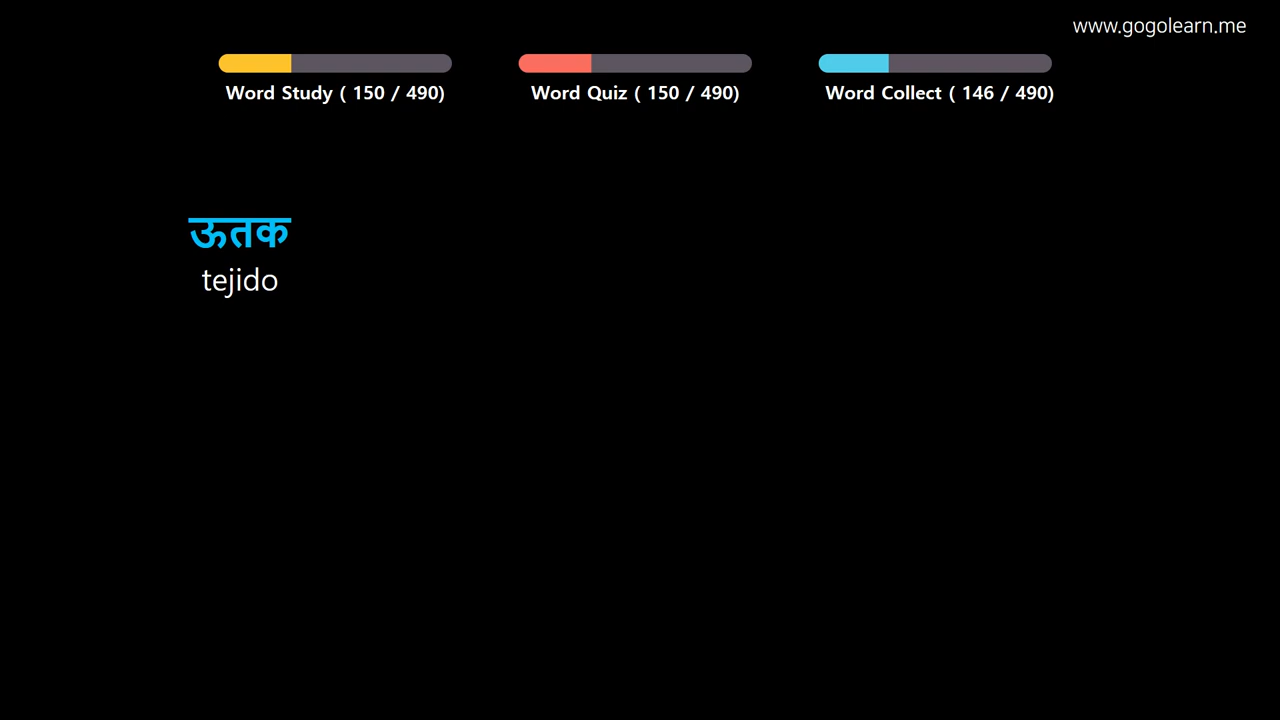 www.gogolearn.me
Word Study ( 150 / 490)
Word Quiz ( 150 / 490)
Word Collect ( 146 / 490)
ऊतक
tejido